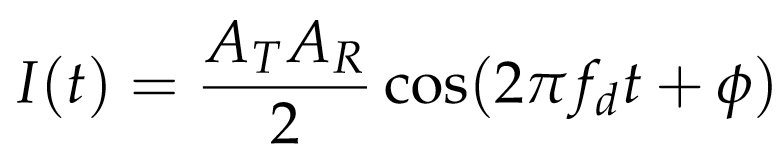 I(t) = \frac{A_T A_R}{2} \cos(2\pi f_d t + \phi)